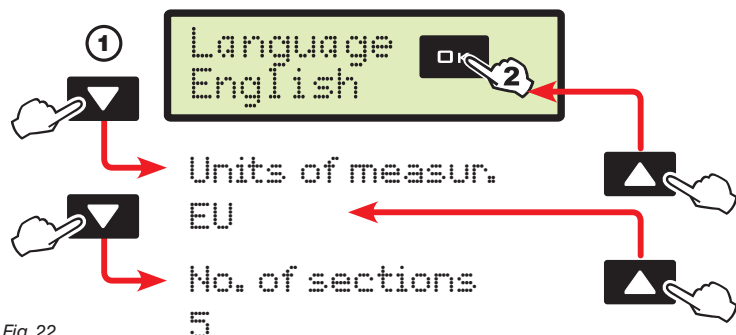 1
Language
English
OK
2
Units of measur.
EU
No. of sections
5
Fig. 22